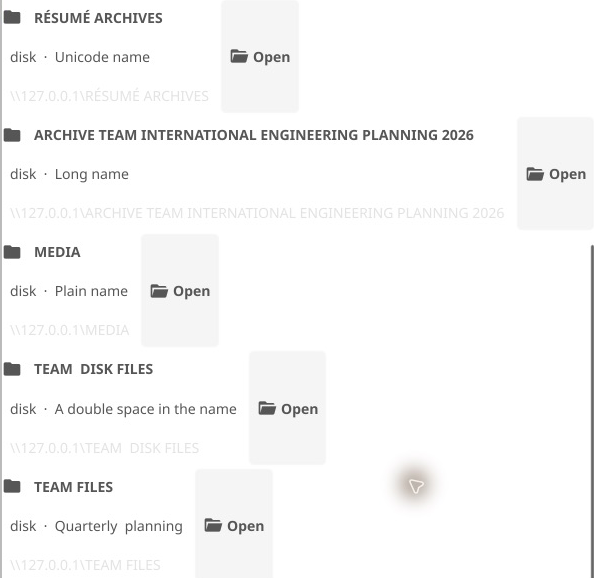 RÉSUMÉ ARCHIVES
disk · Unicode name
Open
\\127.0.0.1\RÉSUMÉ ARCHIVES
ARCHIVE TEAM INTERNATIONAL ENGINEERING PLANNING 2026
disk · Long name
Open
\\127.0.0.1\ARCHIVE TEAM INTERNATIONAL ENGINEERING PLANNING 2026
MEDIA
disk · Plain name
Open
\\127.0.0.1\MEDIA
TEAM  DISK FILES
disk · A double space in the name
Open
\\127.0.0.1\TEAM  DISK FILES
TEAM FILES
disk · Quarterly  planning
Open
\\127.0.0.1\TEAM FILES